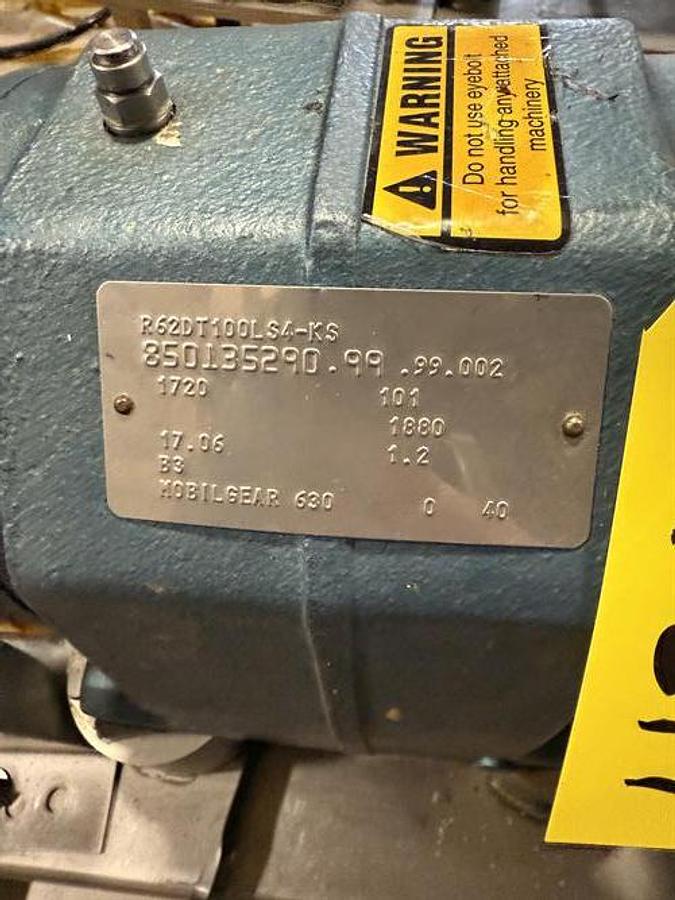 WARNING
Do not use eyebolt
for handling any attached
machinery
R62DT100LS4-KS
850135290.99.99.002
1720 101
1880
17.06 1.2
B3
MOBILGEAR 630 0 40